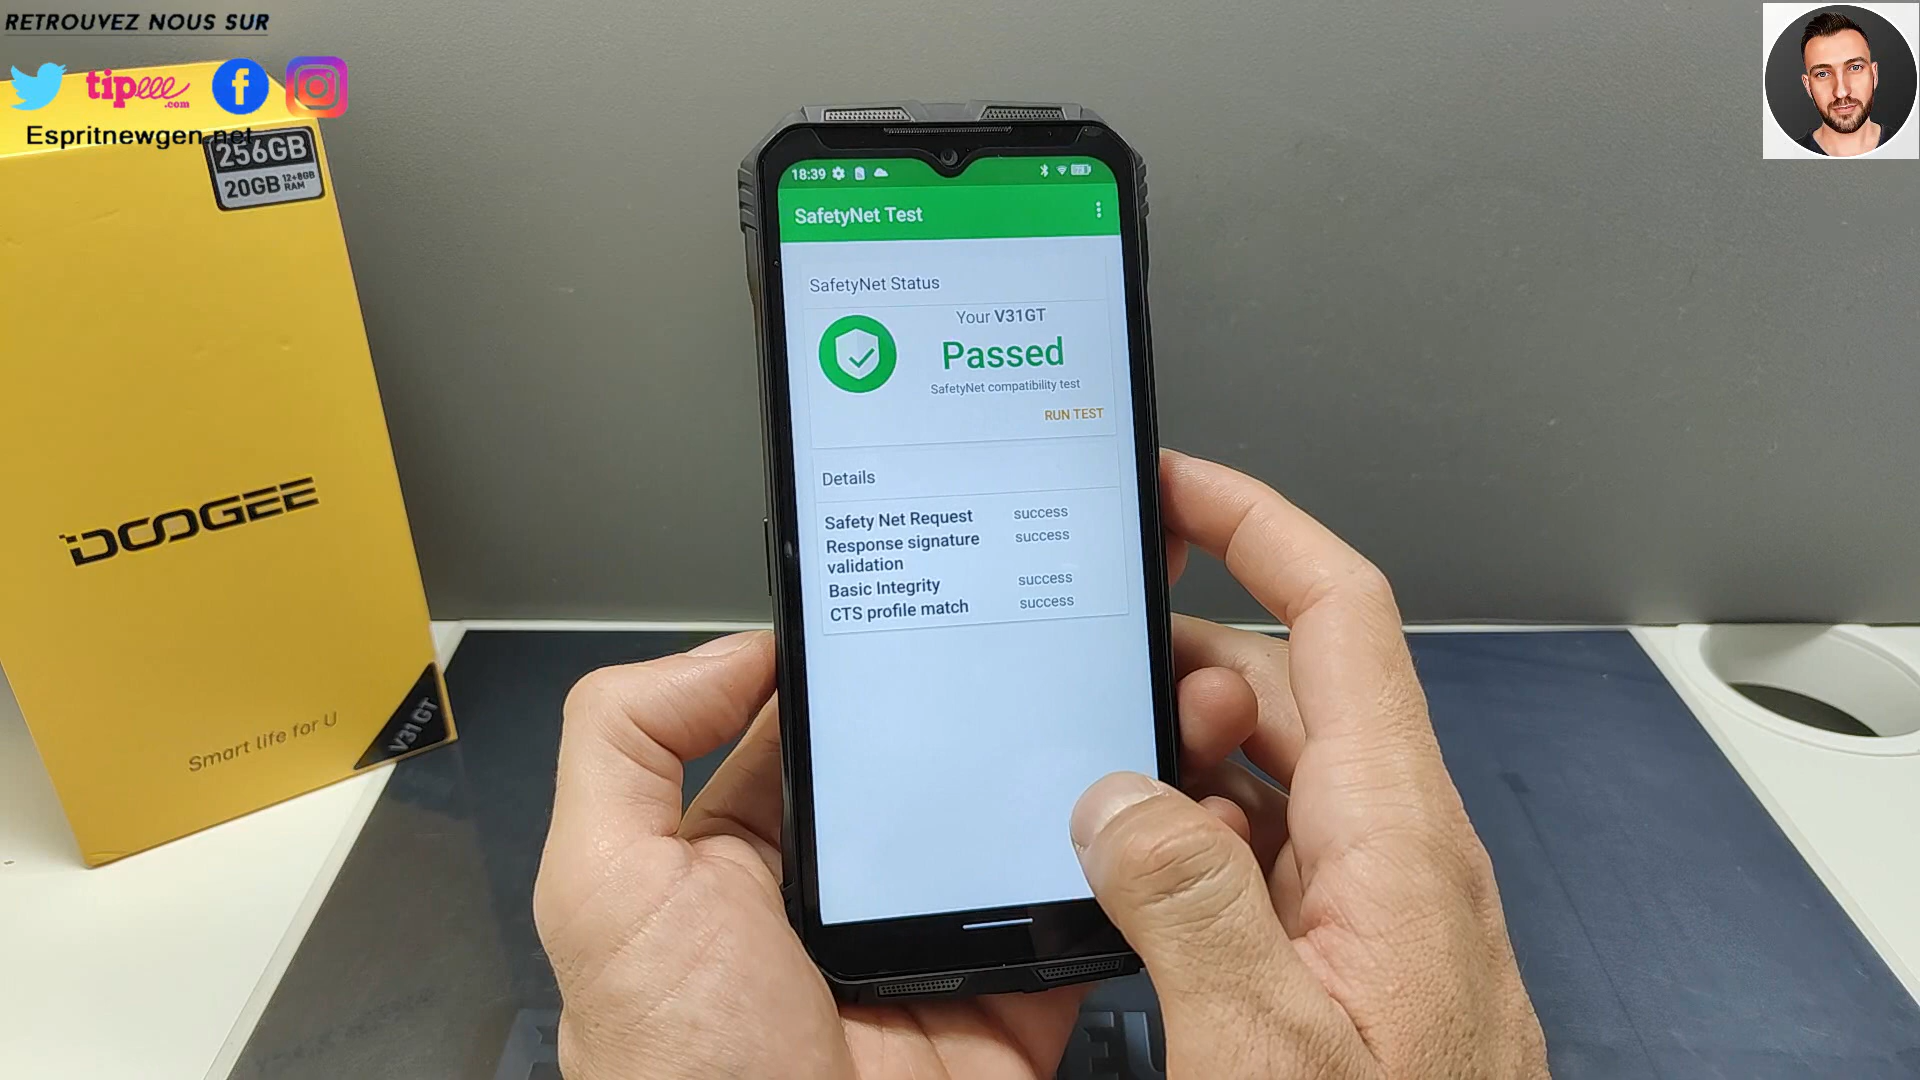 RETROUVEZ NOUS SUR
tipeee
.com
Espritnewgen.net
256GB
20GB 12+8GB RAM
DOOGEE
Smart life for U
V31GT
18:39
SafetyNet Test
SafetyNet Status
Your V31GT
Passed
SafetyNet compatibility test
RUN TEST
Details
Safety Net Request success
Response signature validation success
Basic Integrity success
CTS profile match success